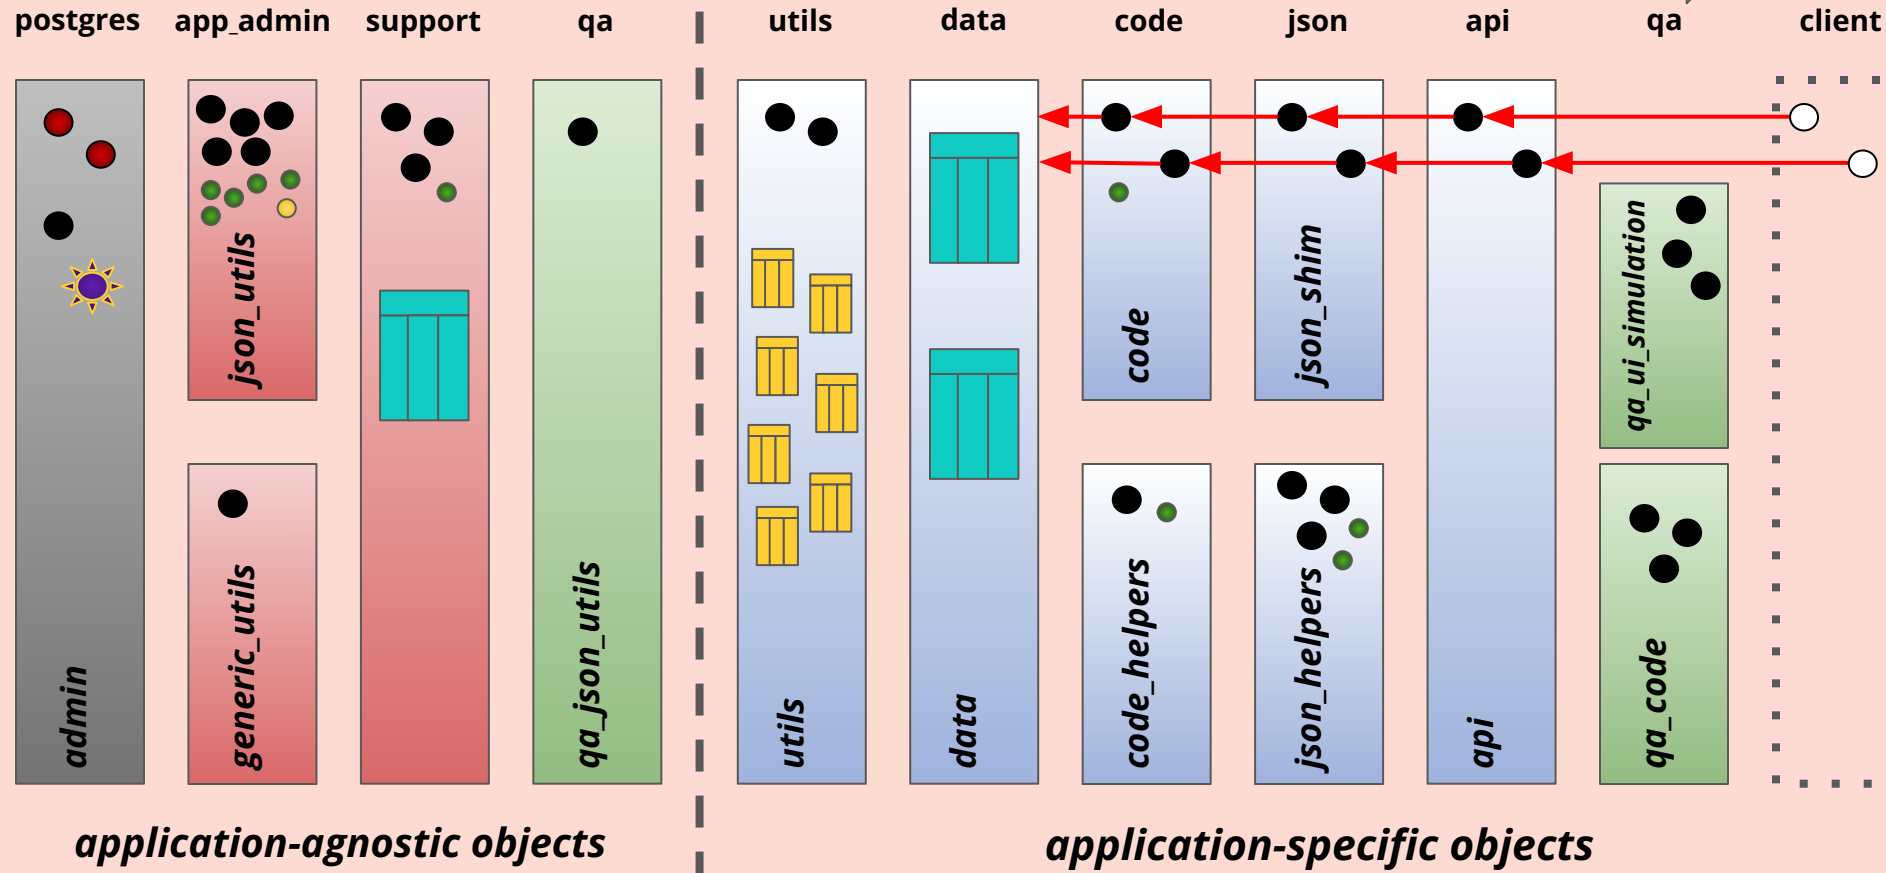 postgres app_admin support qa utils data code json api qa client
json_utils
generic_utils
admin
qa_json_utils
utils
data
code
code_helpers
json_shim
json_helpers
api
qa_ui_simulation
qa_code
application-agnostic objects
application-specific objects